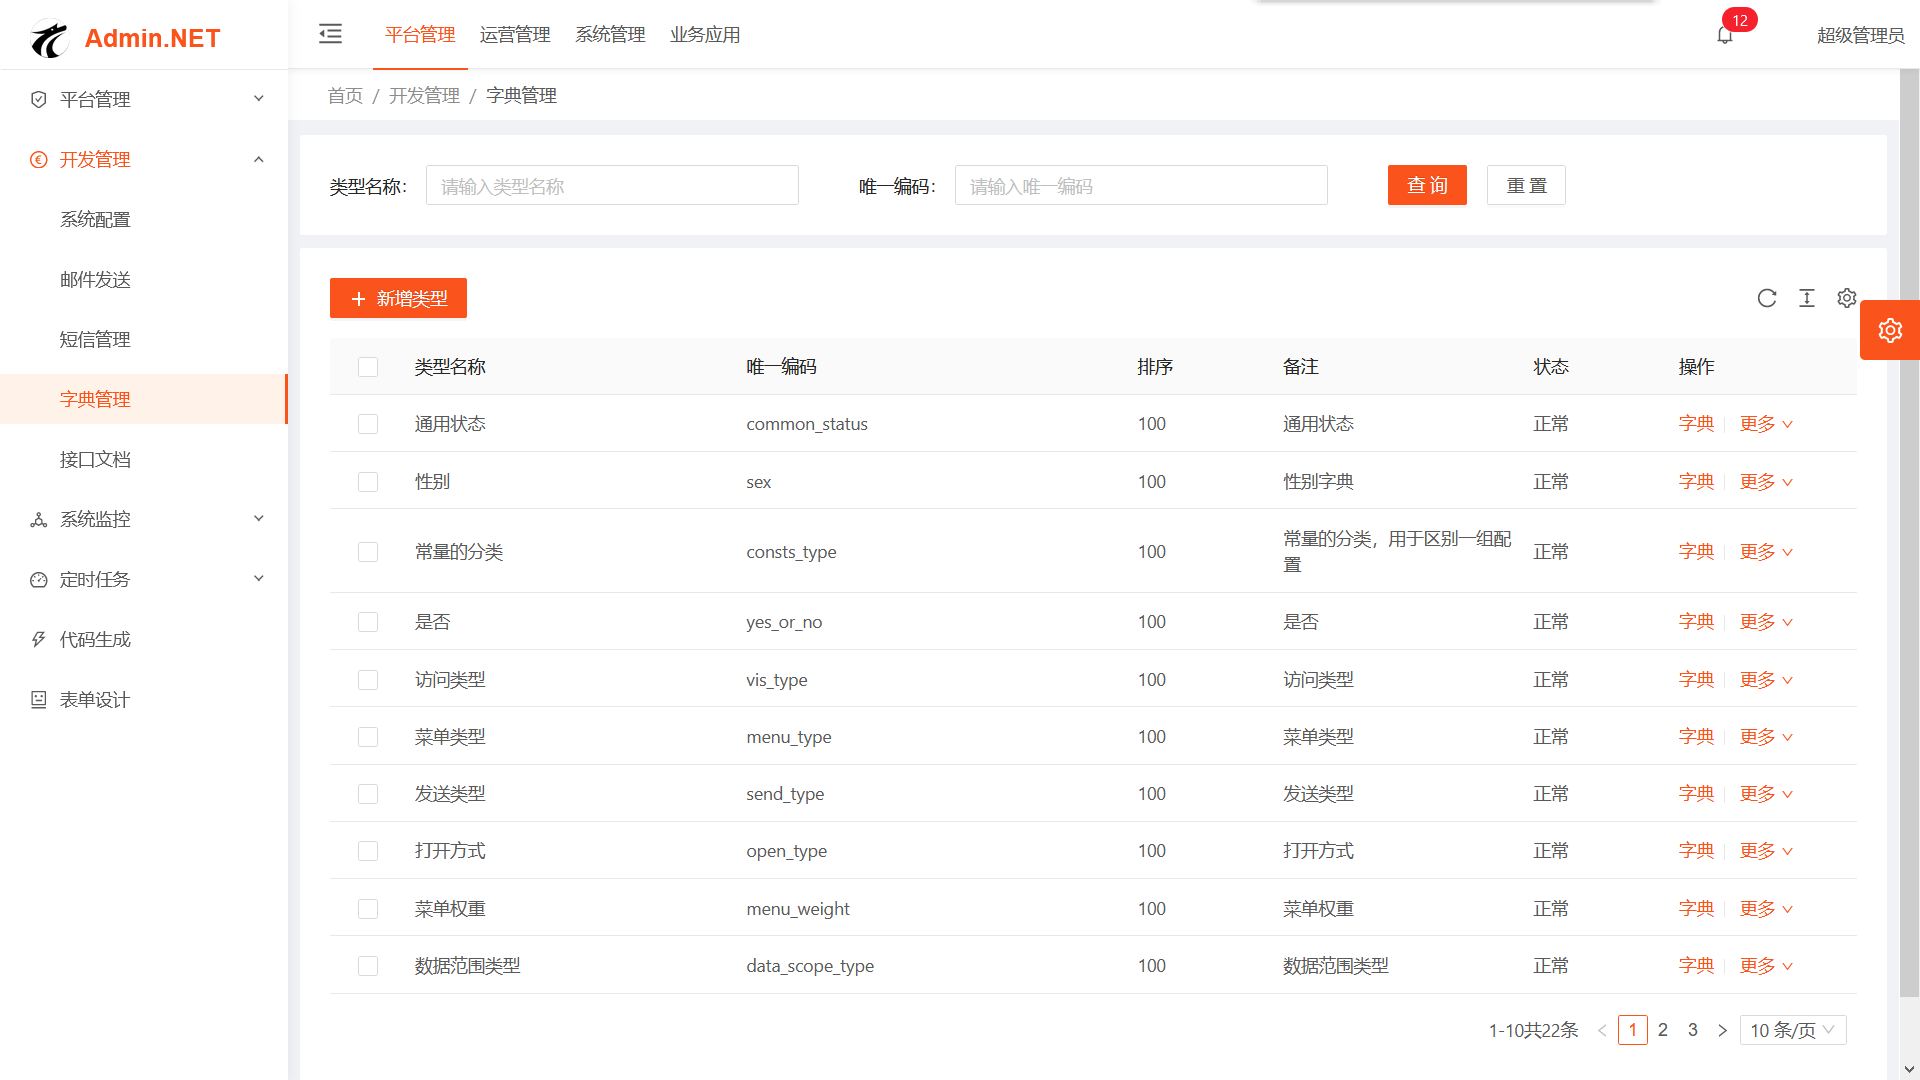 Admin.NET
平台管理 运营管理 系统管理 业务应用
12
超级管理员
平台管理
开发管理
系统配置
邮件发送
短信管理
字典管理
接口文档
系统监控
定时任务
代码生成
表单设计
首页 / 开发管理 / 字典管理
类型名称: 请输入类型名称 唯一编码: 请输入唯一编码 查 询 重 置
新增类型
类型名称 唯一编码 排序 备注 状态 操作
通用状态 common_status 100 通用状态 正常 字典 更多
性别 sex 100 性别字典 正常 字典 更多
常量的分类 consts_type 100 常量的分类，用于区别一组配 正常 字典 更多
置
是否 yes_or_no 100 是否 正常 字典 更多
访问类型 vis_type 100 访问类型 正常 字典 更多
菜单类型 menu_type 100 菜单类型 正常 字典 更多
发送类型 send_type 100 发送类型 正常 字典 更多
打开方式 open_type 100 打开方式 正常 字典 更多
菜单权重 menu_weight 100 菜单权重 正常 字典 更多
数据范围类型 data_scope_type 100 数据范围类型 正常 字典 更多
1-10共22条 < 1 2 3 > 10 条/页